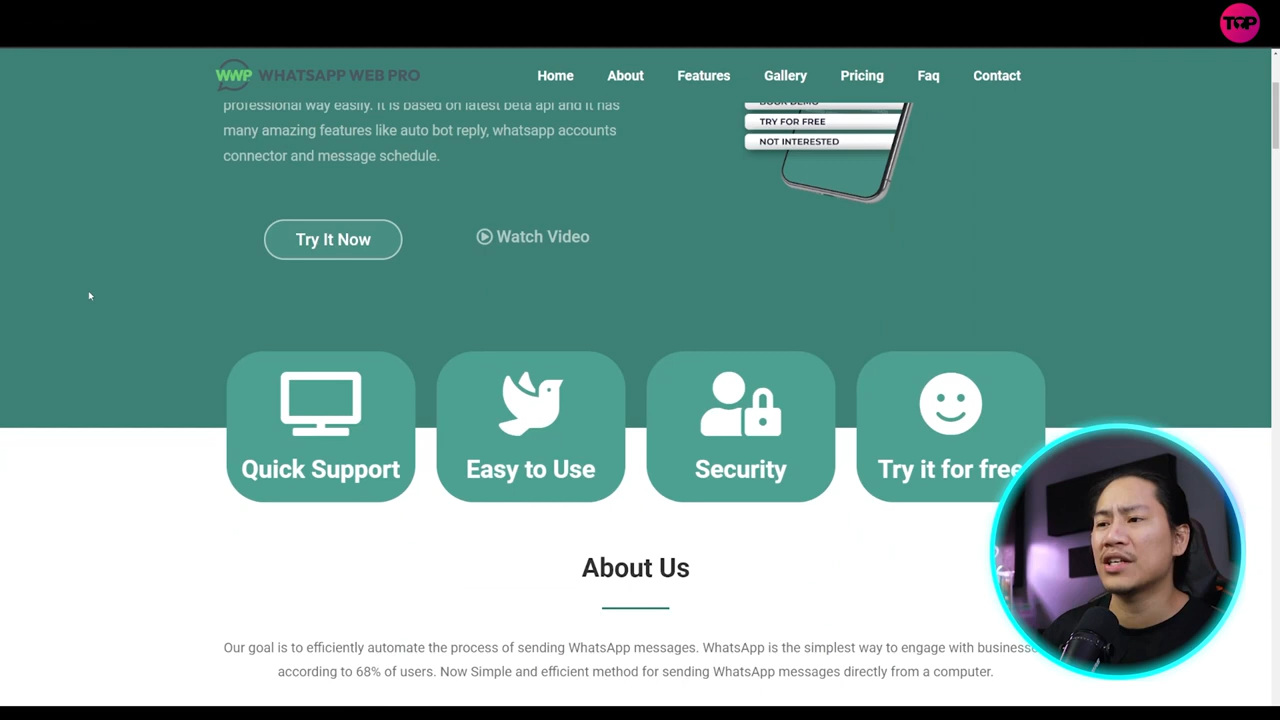 TOP
WWP WHATSAPP WEB PRO
Home
About
Features
Gallery
Pricing
Faq
Contact
professional way easily. It is based on latest beta api and it has
many amazing features like auto bot reply, whatsapp accounts
connector and message schedule.
BOOK DEMO
TRY FOR FREE
NOT INTERESTED
Try It Now
Watch Video
Quick Support
Easy to Use
Security
Try it for free
About Us
Our goal is to efficiently automate the process of sending WhatsApp messages. WhatsApp is the simplest way to engage with
according to 68% of users. Now Simple and efficient method for sending WhatsApp messages directly from a computer.